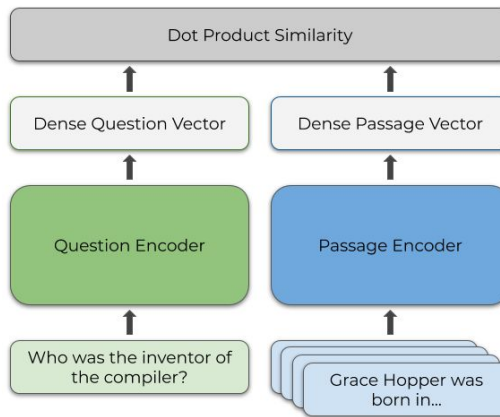 Dot Product Similarity
Dense Question Vector
Dense Passage Vector
Question Encoder
Passage Encoder
Who was the inventor of
the compiler?
Grace Hopper was
born in...